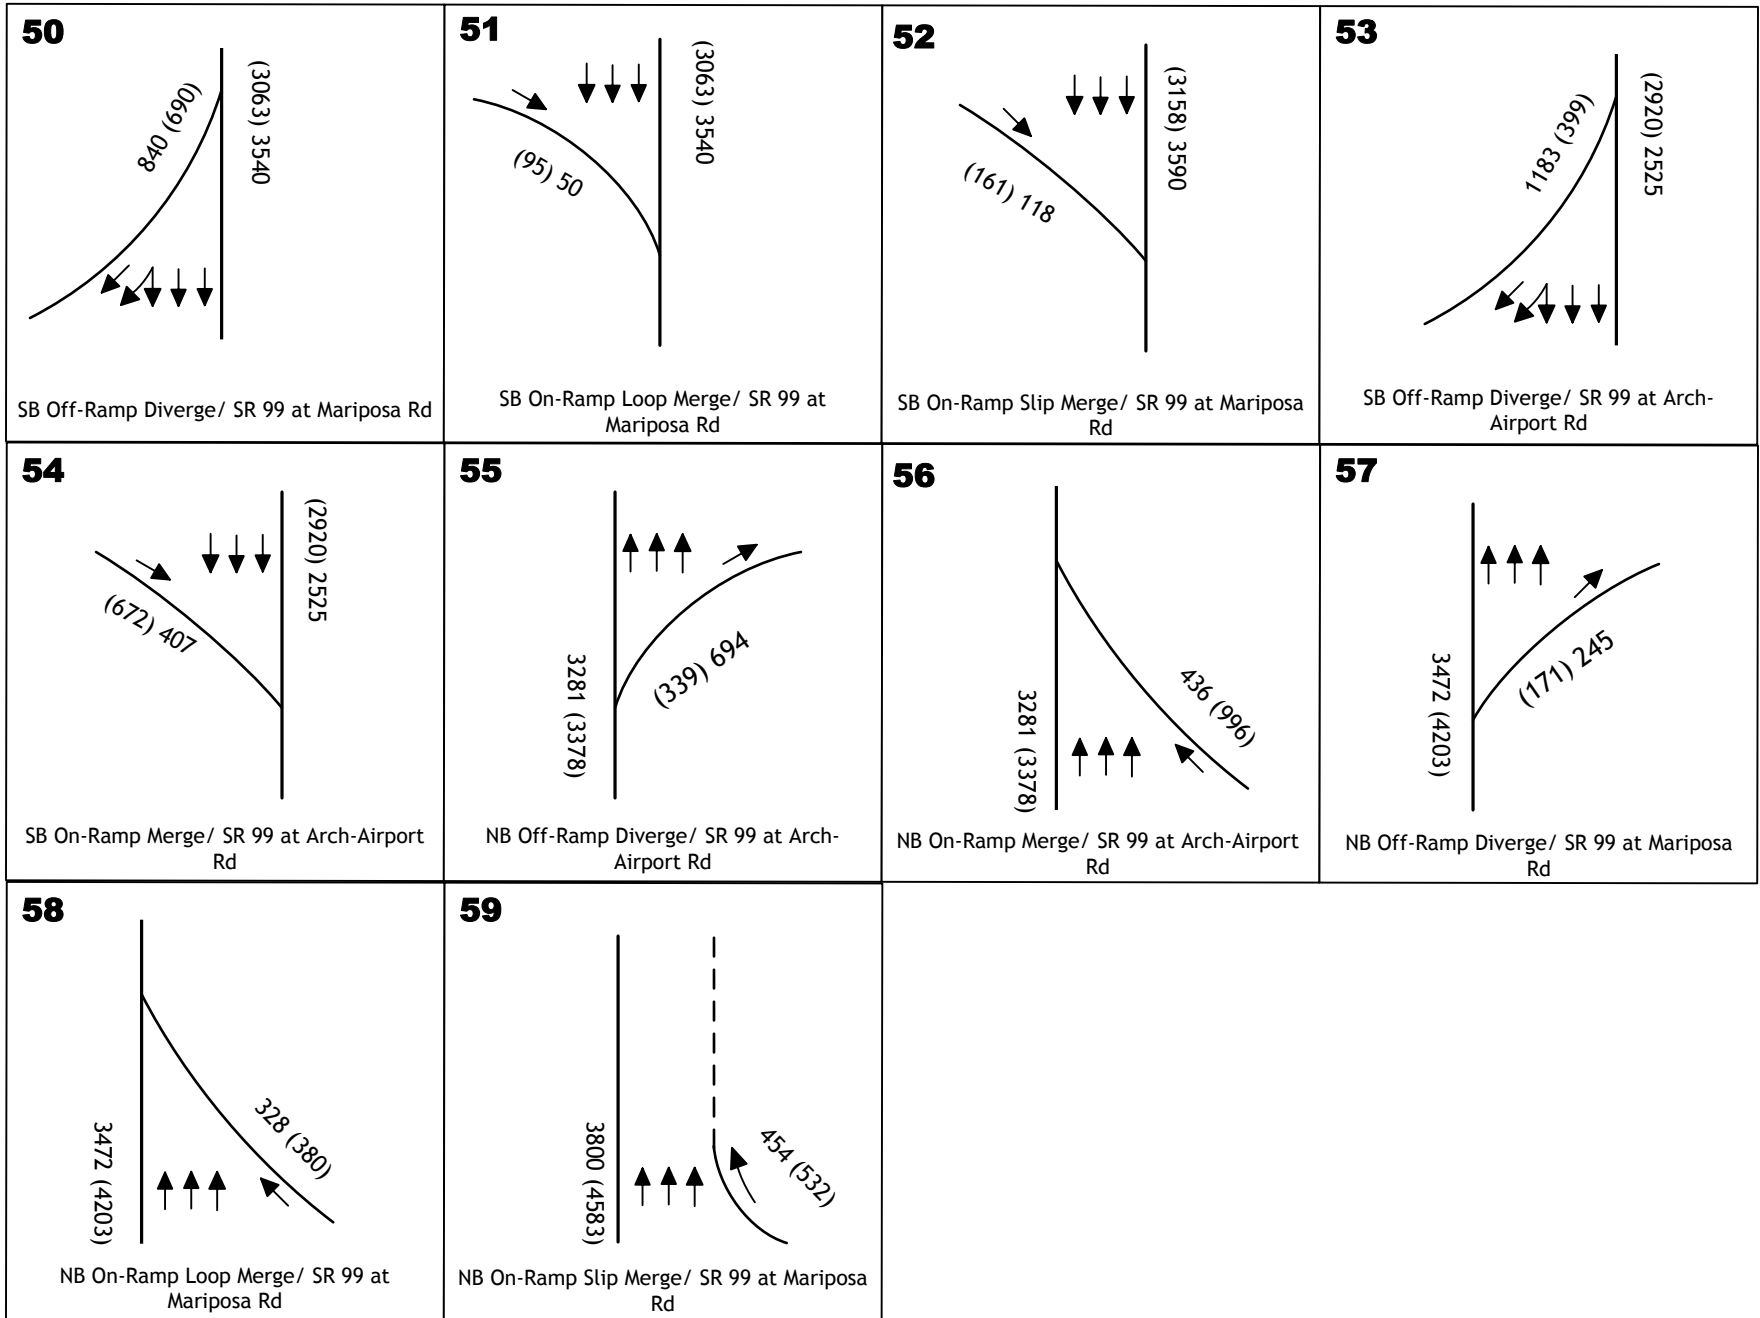 50
840 (690)
(3063) 3540
SB Off-Ramp Diverge/ SR 99 at Mariposa Rd
51
(95) 50
(3063) 3540
SB On-Ramp Loop Merge/ SR 99 at
Mariposa Rd
52
(161) 118
(3158) 3590
SB On-Ramp Slip Merge/ SR 99 at Mariposa
Rd
53
1183 (399)
(2920) 2525
SB Off-Ramp Diverge/ SR 99 at Arch-
Airport Rd
54
(672) 407
(2920) 2525
SB On-Ramp Merge/ SR 99 at Arch-Airport
Rd
55
3281 (3378)
(339) 694
NB Off-Ramp Diverge/ SR 99 at Arch-
Airport Rd
56
3281 (3378)
436 (996)
NB On-Ramp Merge/ SR 99 at Arch-Airport
Rd
57
3472 (4203)
(171) 245
NB Off-Ramp Diverge/ SR 99 at Mariposa
Rd
58
3472 (4203)
328 (380)
NB On-Ramp Loop Merge/ SR 99 at
Mariposa Rd
59
3800 (4583)
454 (532)
NB On-Ramp Slip Merge/ SR 99 at Mariposa
Rd